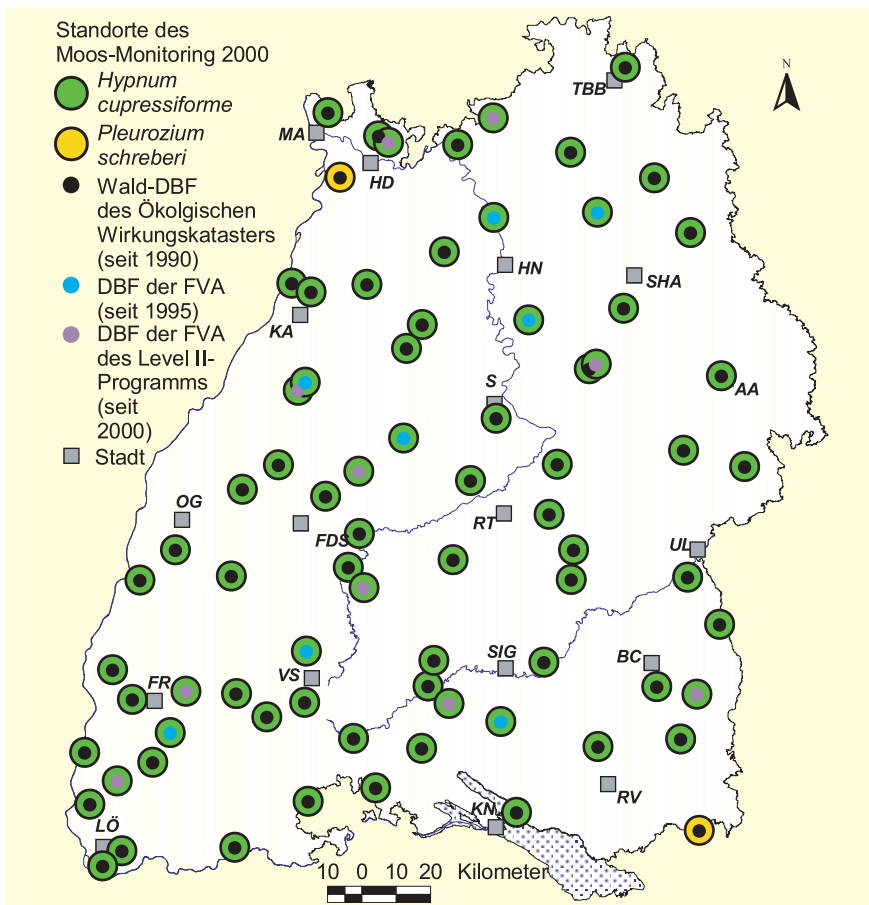 Standorte des
Moos-Monitoring 2000
Hypnum
cupressiforme
Pleurozium
schreberi
Wald-DBF
des Ökolgischen
Wirkungskatasters
(seit 1990)
DBF der FVA
(seit 1995)
DBF der FVA
des Level II-
Programms
(seit
2000)
Stadt
N
TBB
MA
HD
HN
SHA
KA
S
AA
OG
FDS
RT
UL
FR
VS
SIG
BC
LÖ
KN
RV
10 0 10 20 Kilometer